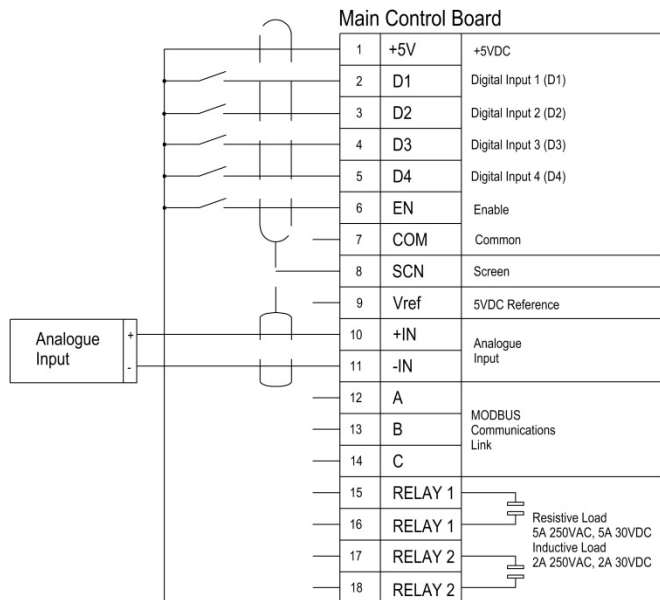 Main Control Board
1 +5V +5VDC
2 D1 Digital Input 1 (D1)
3 D2 Digital Input 2 (D2)
4 D3 Digital Input 3 (D3)
5 D4 Digital Input 4 (D4)
6 EN Enable
7 COM Common
8 SCN Screen
9 Vref 5VDC Reference
Analogue
Input
+
-
10 +IN
11 -IN
Analogue
Input
12 A
13 B
14 C
MODBUS
Communications
Link
15 RELAY 1
16 RELAY 1
17 RELAY 2
18 RELAY 2
Resistive Load
5A 250VAC, 5A 30VDC
Inductive Load
2A 250VAC, 2A 30VDC